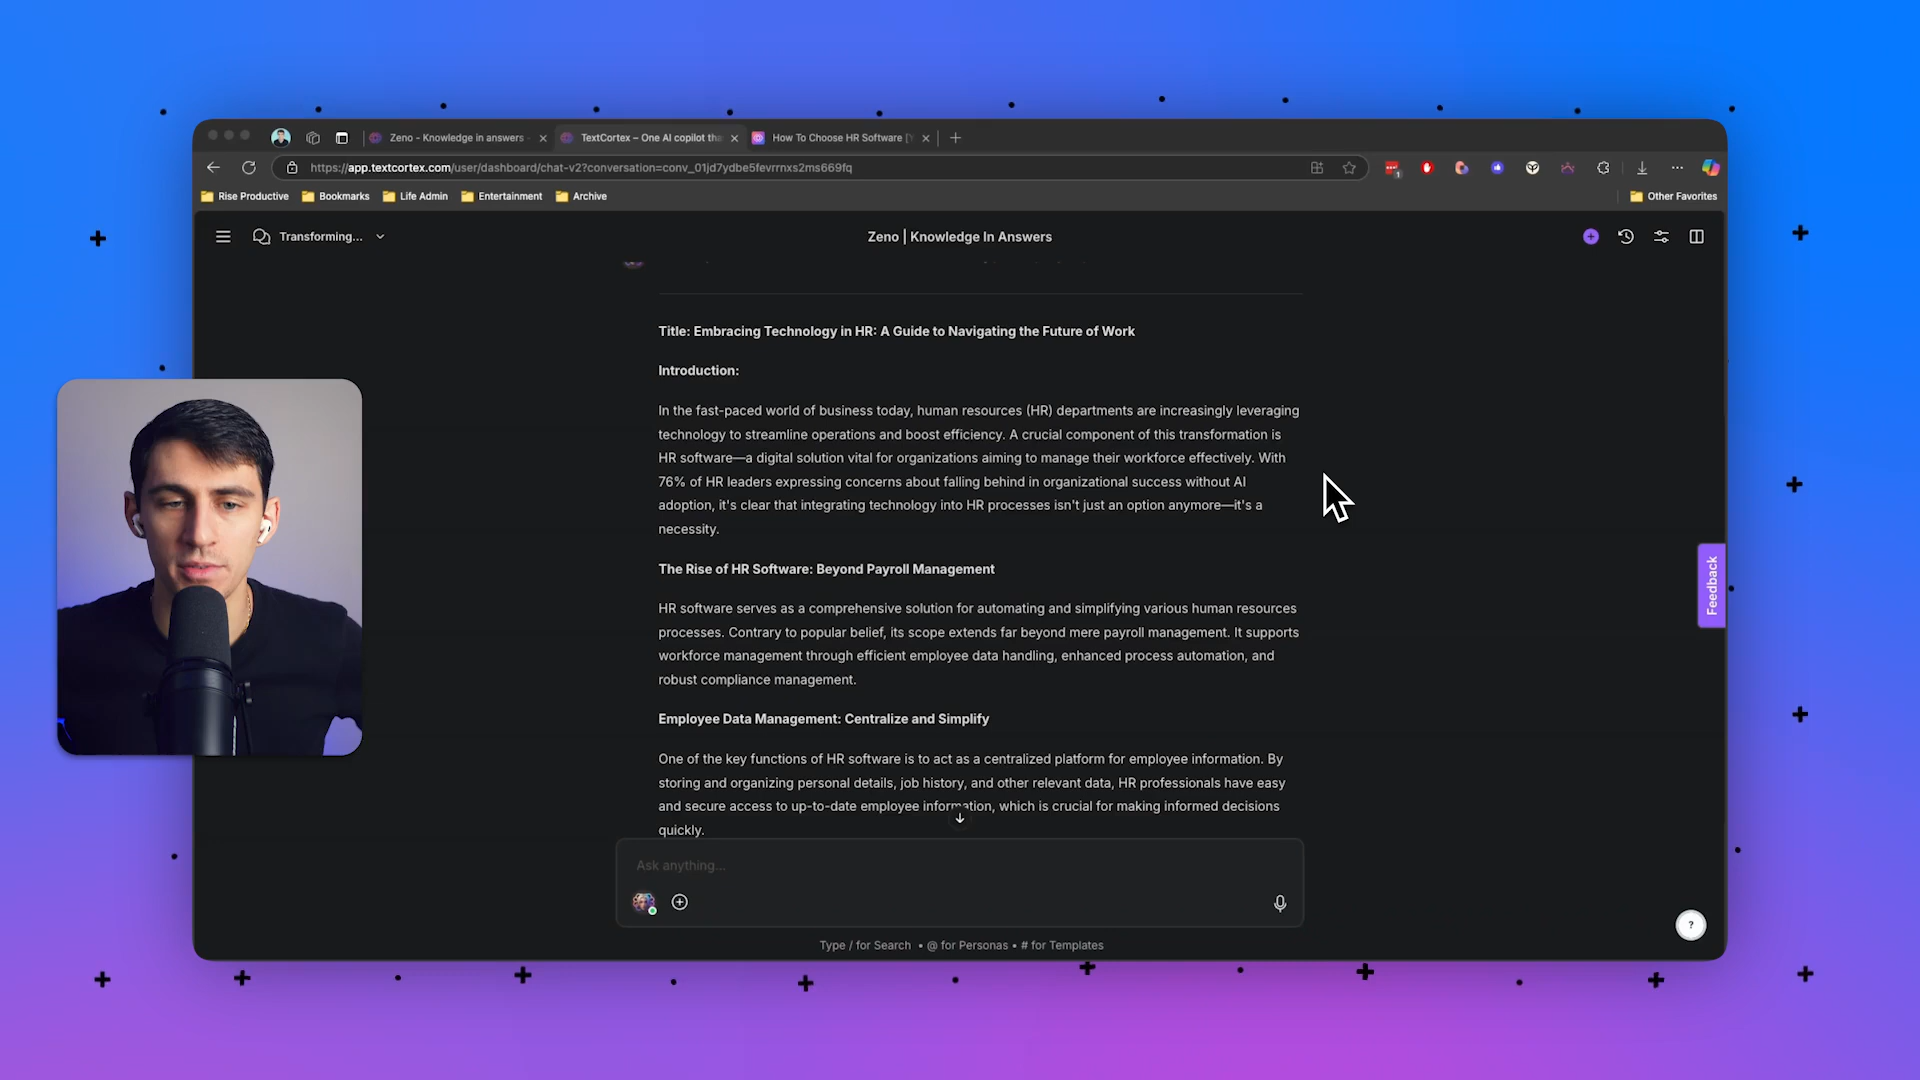 Zeno - Knowledge in answers
TextCortex – One AI copilot tha
How To Choose HR Software [Y
https://app.textcortex.com/user/dashboard/chat-v2?conversation=conv_01jd7ydbe5fevrrnxs2ms669fq
1
Rise Productive
Bookmarks
Life Admin
Entertainment
Archive
Other Favorites
Transforming...
Zeno | Knowledge In Answers
Title: Embracing Technology in HR: A Guide to Navigating the Future of Work
Introduction:
In the fast-paced world of business today, human resources (HR) departments are increasingly leveraging
technology to streamline operations and boost efficiency. A crucial component of this transformation is
HR software—a digital solution vital for organizations aiming to manage their workforce effectively. With
76% of HR leaders expressing concerns about falling behind in organizational success without AI
adoption, it's clear that integrating technology into HR processes isn't just an option anymore—it's a
necessity.
The Rise of HR Software: Beyond Payroll Management
HR software serves as a comprehensive solution for automating and simplifying various human resources
processes. Contrary to popular belief, its scope extends far beyond mere payroll management. It supports
workforce management through efficient employee data handling, enhanced process automation, and
robust compliance management.
Employee Data Management: Centralize and Simplify
One of the key functions of HR software is to act as a centralized platform for employee information. By
storing and organizing personal details, job history, and other relevant data, HR professionals have easy
and secure access to up-to-date employee information, which is crucial for making informed decisions
quickly.
Ask anything...
Type / for Search • @ for Personas • # for Templates
Feedback
?